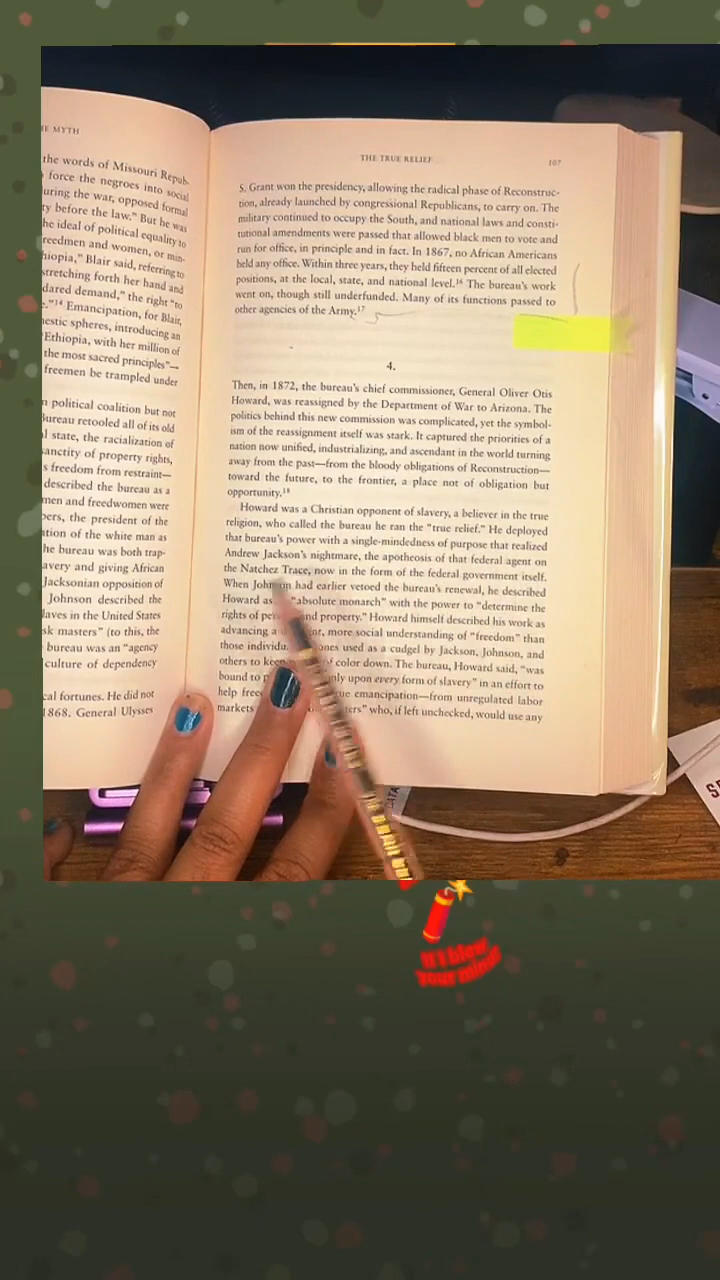 E MYTH
the words of Missouri Repub-
force the negroes into social
uring the war, opposed formal
ty before the law." But he was
he ideal of political equality to
reedmen and women, or min-
hiopia," Blair said, referring to
stretching forth her hand and
dared demand," the right "to
e."14 Emancipation, for Blair,
nestic spheres, introducing an
"Ethiopia, with her million of
the most sacred principles"—
freemen be trampled under
n political coalition but not
Bureau retooled all of its old
l state, the racialization of
sanctity of property rights,
s freedom from restraint—
described the bureau as a
men and freedwomen were
pers, the president of the
ation of the white man as
he bureau was both trap-
avery and giving African
Jacksonian opposition of
Johnson described the
laves in the United States
sk masters" (to this, the
bureau was an "agency
culture of dependency
cal fortunes. He did not
1868. General Ulysses
THE TRUE RELIEF 107
S. Grant won the presidency, allowing the radical phase of Reconstruc-
tion, already launched by congressional Republicans, to carry on. The
military continued to occupy the South, and national laws and consti-
tutional amendments were passed that allowed black men to vote and
run for office, in principle and in fact. In 1867, no African Americans
held any office. Within three years, they held fifteen percent of all elected
positions, at the local, state, and national level.16 The bureau's work
went on, though still underfunded. Many of its functions passed to
other agencies of the Army.17
4.
Then, in 1872, the bureau's chief commissioner, General Oliver Otis
Howard, was reassigned by the Department of War to Arizona. The
politics behind this new commission was complicated, yet the symbol-
ism of the reassignment itself was stark. It captured the priorities of a
nation now unified, industrializing, and ascendant in the world turning
away from the past—from the bloody obligations of Reconstruction—
toward the future, to the frontier, a place not of obligation but
opportunity.18
Howard was a Christian opponent of slavery, a believer in the true
religion, who called the bureau he ran the "true relief." He deployed
that bureau's power with a single-mindedness of purpose that realized
Andrew Jackson's nightmare, the apotheosis of that federal agent on
the Natchez Trace, now in the form of the federal government itself.
When Johnson had earlier vetoed the bureau's renewal, he described
Howard as "absolute monarch" with the power to "determine the
rights of per nd property." Howard himself described his work as
advancing a nt, more social understanding of "freedom" than
those individu ones used as a cudgel by Jackson, Johnson, and
others to keep of color down. The bureau, Howard said, "was
bound to p nly upon every form of slavery" in an effort to
help free ue emancipation—from unregulated labor
markets ters" who, if left unchecked, would use any
DATA
It'll blow
Your mind!